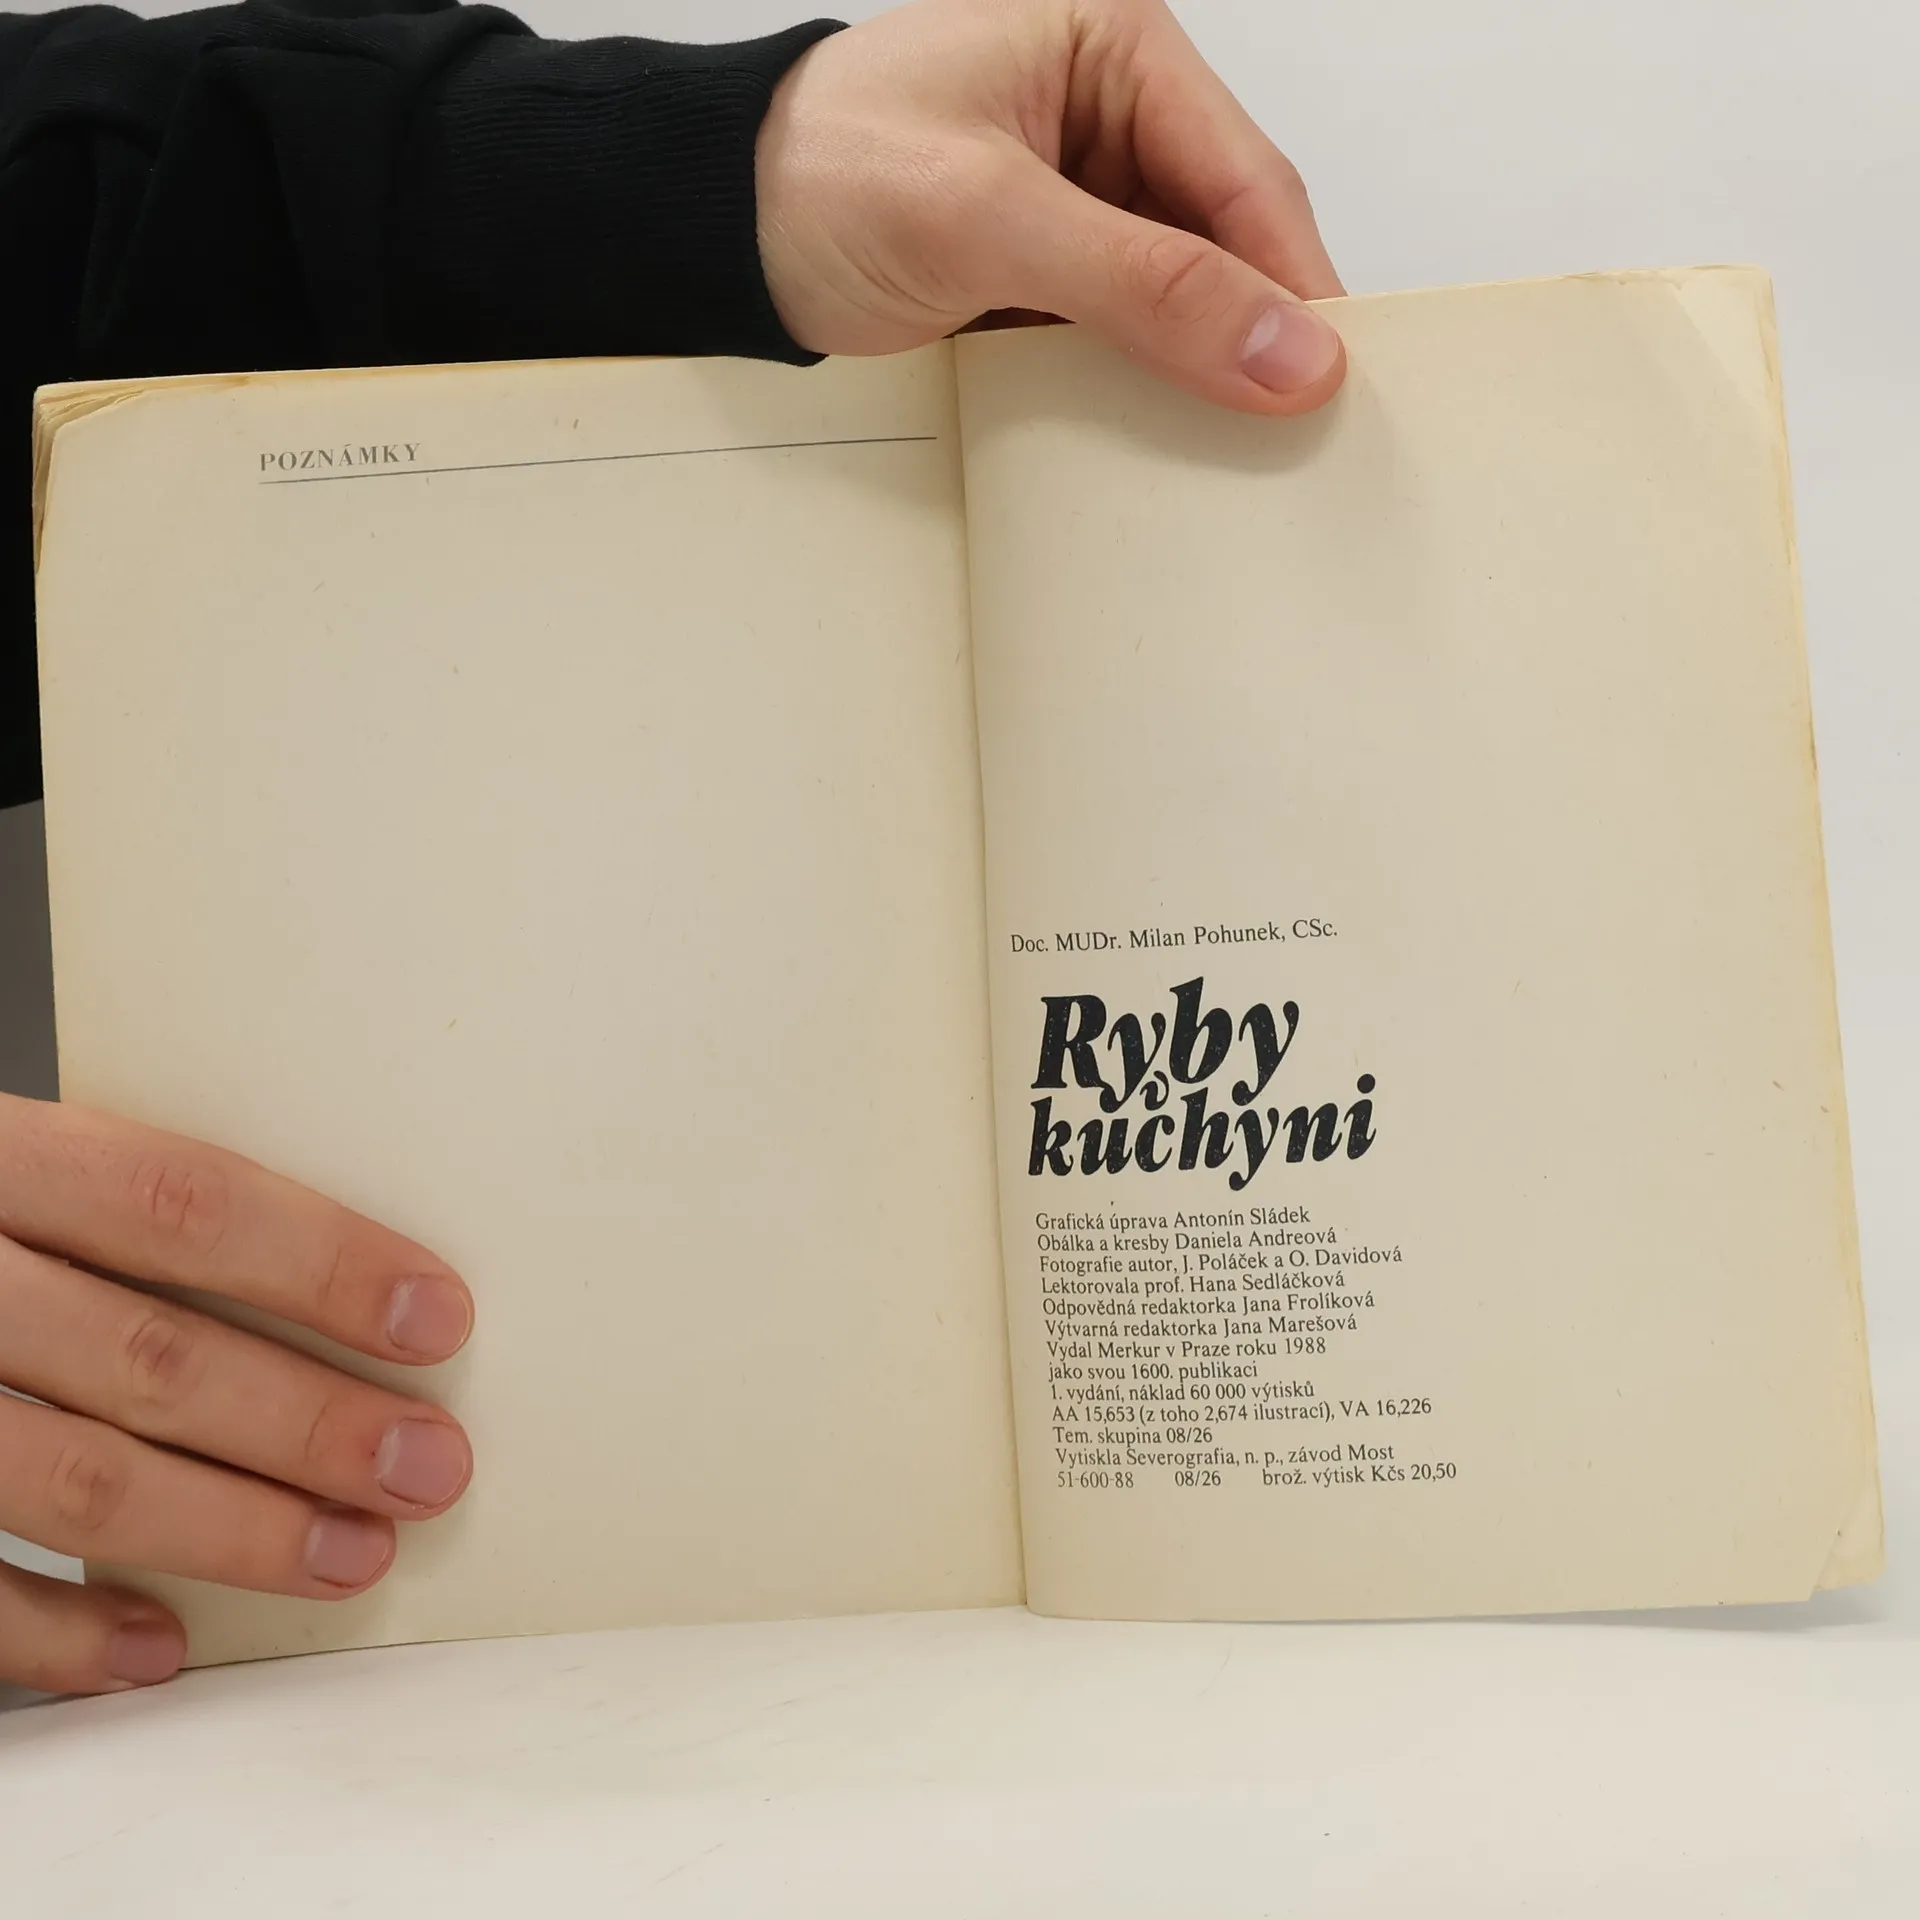 POZNÁMKY
Doc. MUDr. Milan Pohunek, CSc.
Ryby
v
kuchyni
Grafická úprava Antonín Sládek
Obálka a kresby Daniela Andreová
Fotografie autor, J. Poláček a O. Davidová
Lektorovala prof. Hana Sedláčková
Odpovědná redaktorka Jana Frolíková
Výtvarná redaktorka Jana Marešová
Vydal Merkur v Praze roku 1988
jako svou 1600. publikaci
1. vydání, náklad 60 000 výtisků
AA 15,653 (z toho 2,674 ilustrací), VA 16,226
Tem. skupina 08/26
Vytiskla Severografia, n. p., závod Most
51-600-88 08/26 brož. výtisk Kčs 20,50